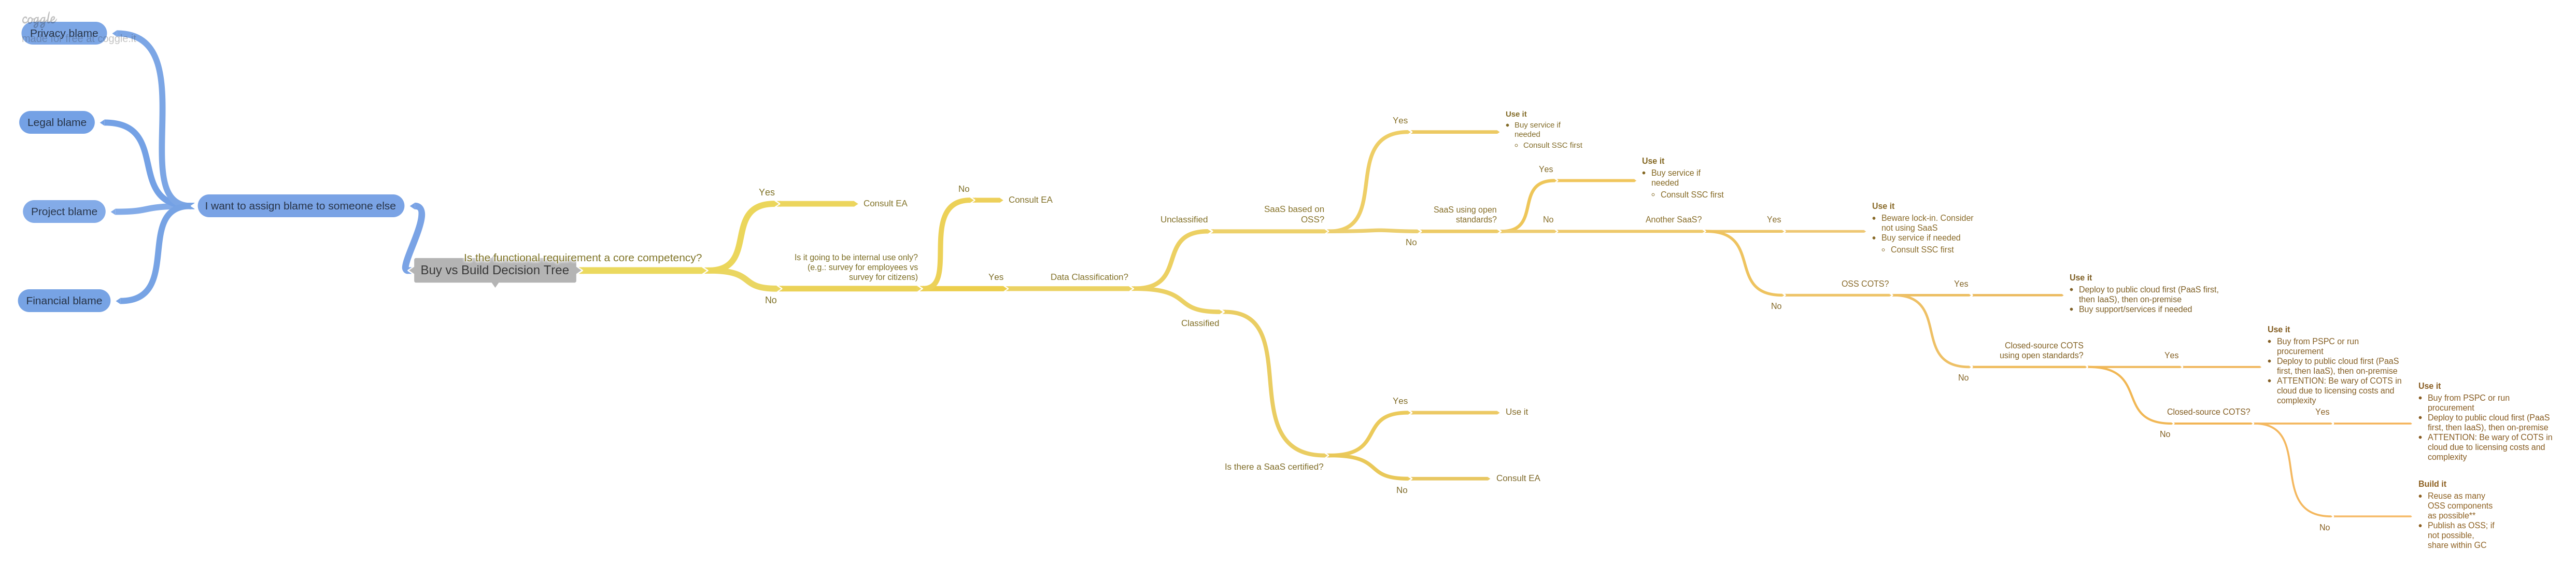 coggle
made for free at coggle.it
Privacy blame
Legal blame
Project blame
Financial blame
I want to assign blame to someone else
Buy vs Build Decision Tree
Is the functional requirement a core competency?
Yes
Consult EA
No
Is it going to be internal use only?
(e.g.: survey for employees vs
survey for citizens)
No
Consult EA
Yes
Data Classification?
Unclassified
SaaS based on
OSS?
Yes
Use it
• Buy service if
needed
◦ Consult SSC first
No
SaaS using open
standards?
Yes
Use it
• Buy service if
needed
◦ Consult SSC first
No
Another SaaS?
Yes
Use it
• Beware lock-in. Consider
not using SaaS
• Buy service if needed
◦ Consult SSC first
No
OSS COTS?
Yes
Use it
• Deploy to public cloud first (PaaS first,
then IaaS), then on-premise
• Buy support/services if needed
No
Closed-source COTS
using open standards?
Yes
Use it
• Buy from PSPC or run
procurement
• Deploy to public cloud first (PaaS
first, then IaaS), then on-premise
• ATTENTION: Be wary of COTS in
cloud due to licensing costs and
complexity
No
Closed-source COTS?
Yes
Use it
• Buy from PSPC or run
procurement
• Deploy to public cloud first (PaaS
first, then IaaS), then on-premise
• ATTENTION: Be wary of COTS in
cloud due to licensing costs and
complexity
No
Build it
• Reuse as many
OSS components
as possible**
• Publish as OSS; if
not possible,
share within GC
Classified
Is there a SaaS certified?
Yes
Use it
No
Consult EA